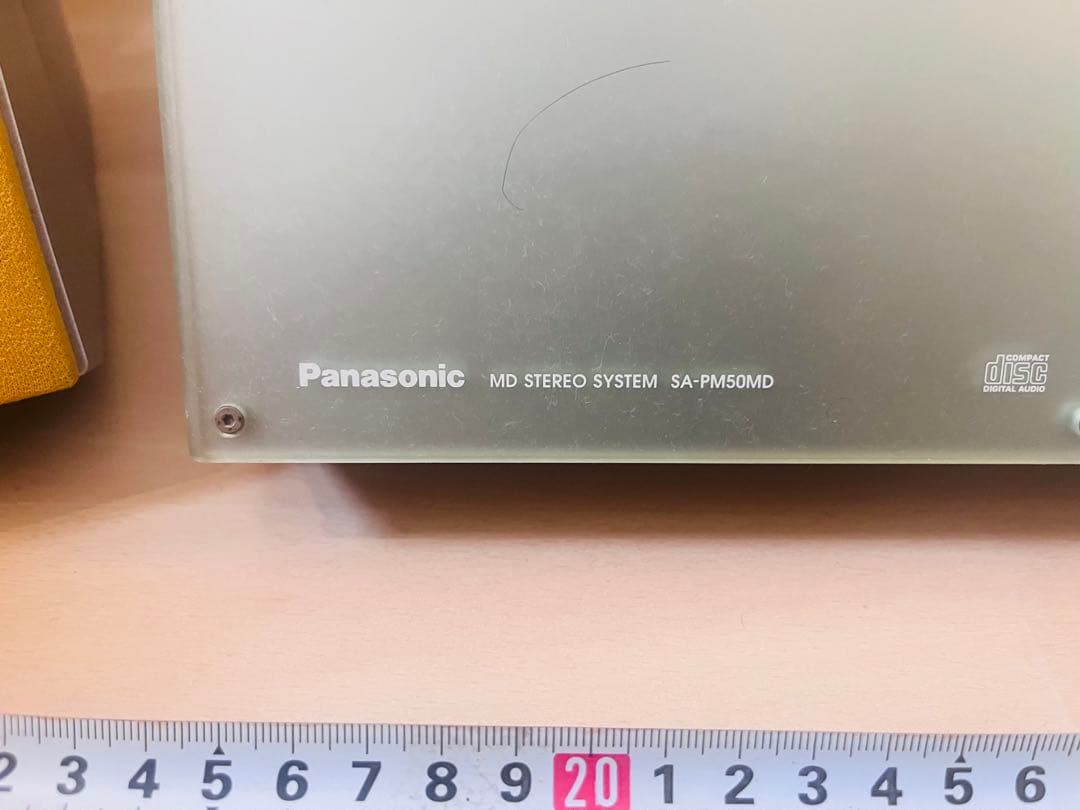 Panasonic MD STEREO SYSTEM SA-PM50MD
COMPACT
disc
DIGITAL AUDIO
2 3 4 5 6 7 8 9 20 1 2 3 4 5 6